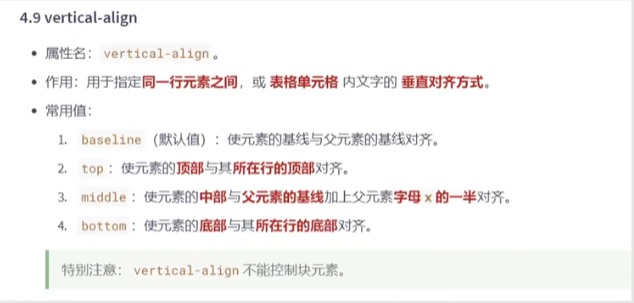 4.9 vertical-align
• 属性名：vertical-align。
• 作用：用于指定同一行元素之间，或 表格单元格 内文字的 垂直对齐方式。
• 常用值：
1. baseline（默认值）：使元素的基线与父元素的基线对齐。
2. top：使元素的顶部与其所在行的顶部对齐。
3. middle：使元素的中部与父元素的基线加上父元素字母 x 的一半对齐。
4. bottom：使元素的底部与其所在行的底部对齐。
特别注意：vertical-align 不能控制块元素。